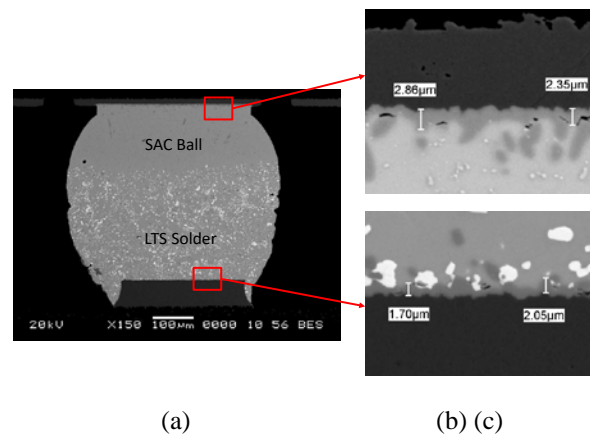 2.86µm
2.35µm
SAC Ball
LTS Solder
20kV X150 100µm 0000 10 56 BES
1.70µm
2.05µm
(a) (b) (c)